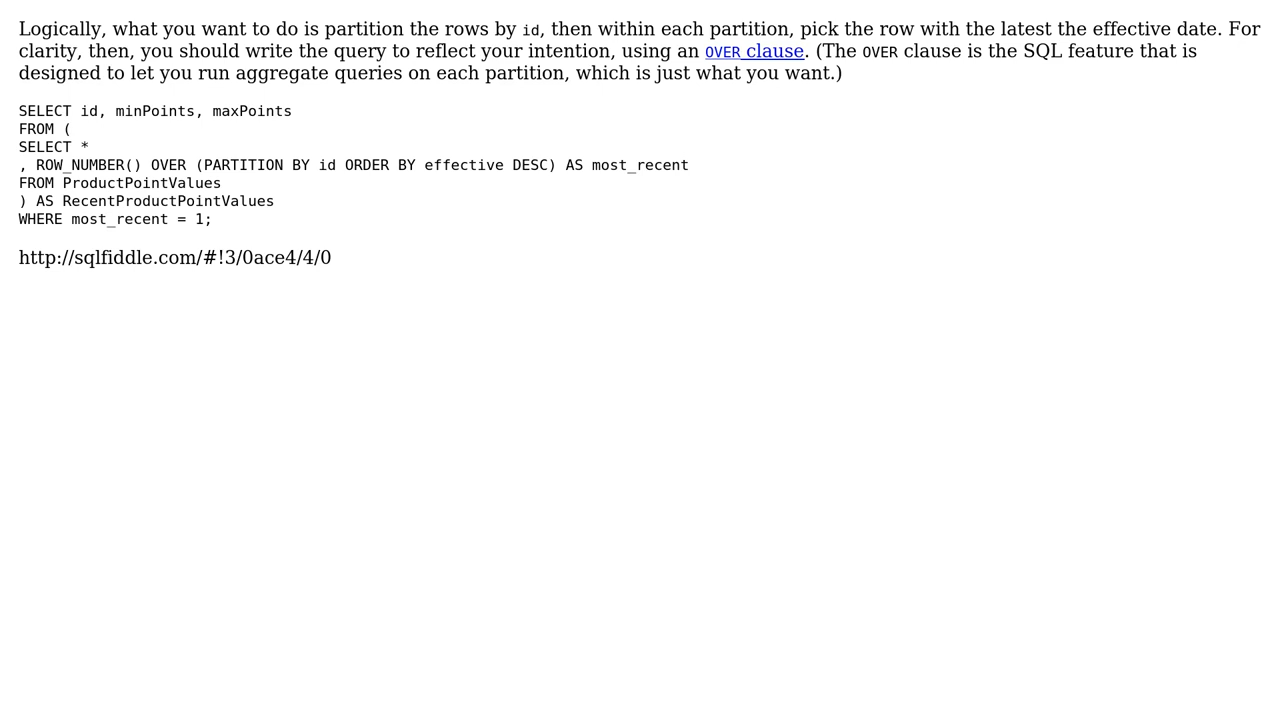 Logically, what you want to do is partition the rows by id, then within each partition, pick the row with the latest the effective date. For
clarity, then, you should write the query to reflect your intention, using an OVER clause. (The OVER clause is the SQL feature that is
designed to let you run aggregate queries on each partition, which is just what you want.)
SELECT id, minPoints, maxPoints
FROM (
SELECT *
, ROW_NUMBER() OVER (PARTITION BY id ORDER BY effective DESC) AS most_recent
FROM ProductPointValues
) AS RecentProductPointValues
WHERE most_recent = 1;
http://sqlfiddle.com/#!3/0ace4/4/0